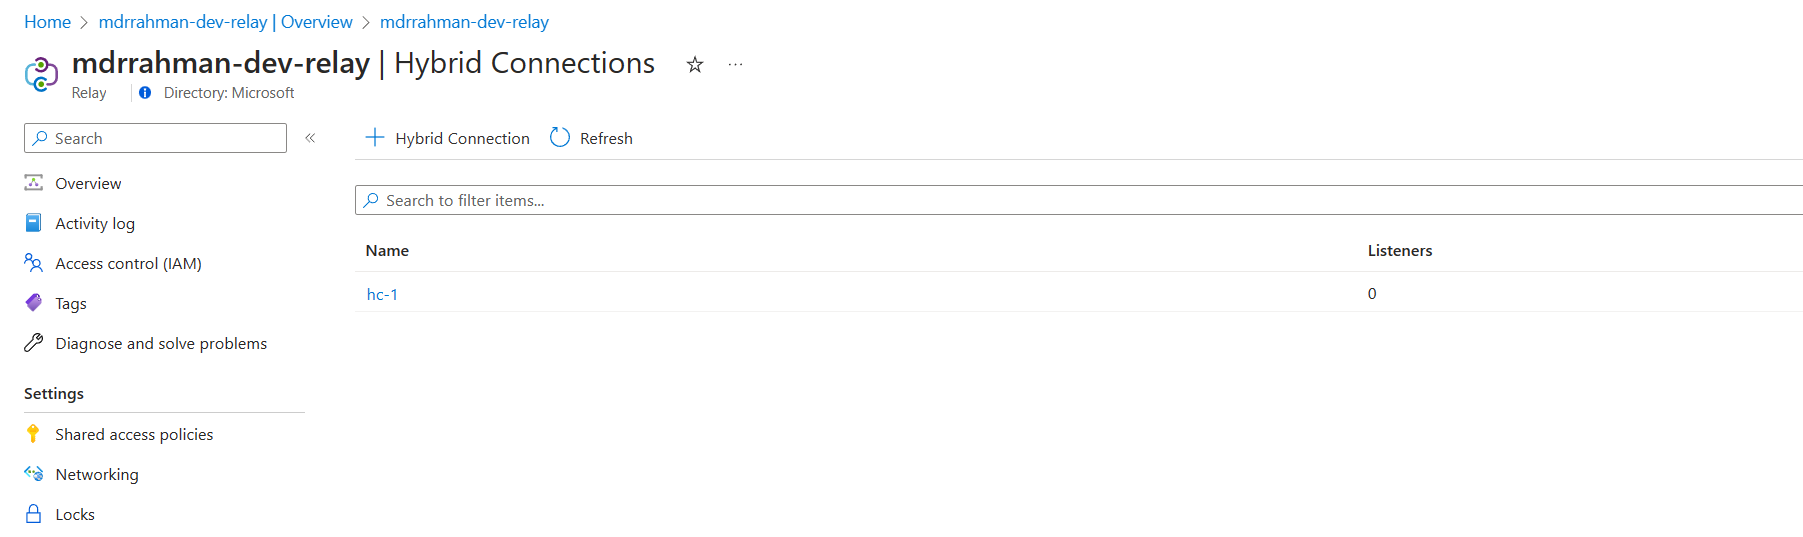 Home > mdrrahman-dev-relay | Overview > mdrrahman-dev-relay
mdrrahman-dev-relay | Hybrid Connections
Relay
Directory: Microsoft
Search
Hybrid Connection
Refresh
Overview
Activity log
Access control (IAM)
Tags
Diagnose and solve problems
Settings
Shared access policies
Networking
Locks
Search to filter items...
Name Listeners
hc-1 0